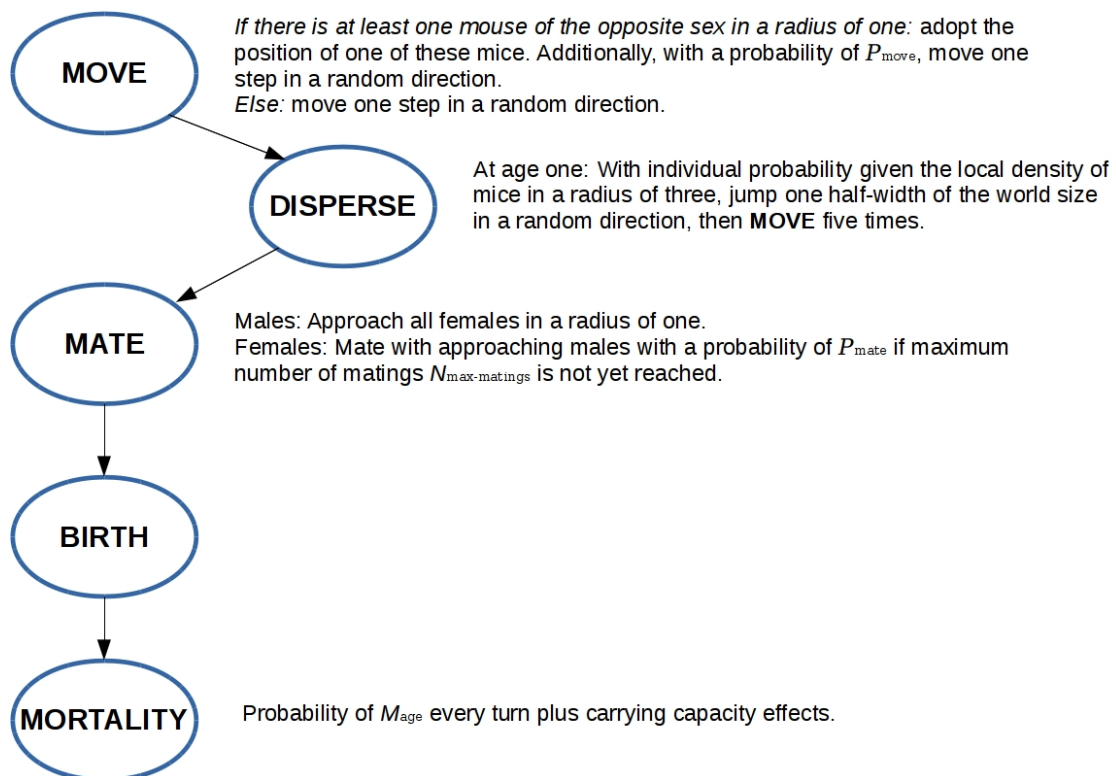 MOVE
If there is at least one mouse of the opposite sex in a radius of one: adopt the
position of one of these mice. Additionally, with a probability of Pmove, move one
step in a random direction.
Else: move one step in a random direction.
DISPERSE
At age one: With individual probability given the local density of
mice in a radius of three, jump one half-width of the world size
in a random direction, then MOVE five times.
MATE
Males: Approach all females in a radius of one.
Females: Mate with approaching males with a probability of Pmate if maximum
number of matings Nmax-matings is not yet reached.
BIRTH
MORTALITY
Probability of Mage every turn plus carrying capacity effects.